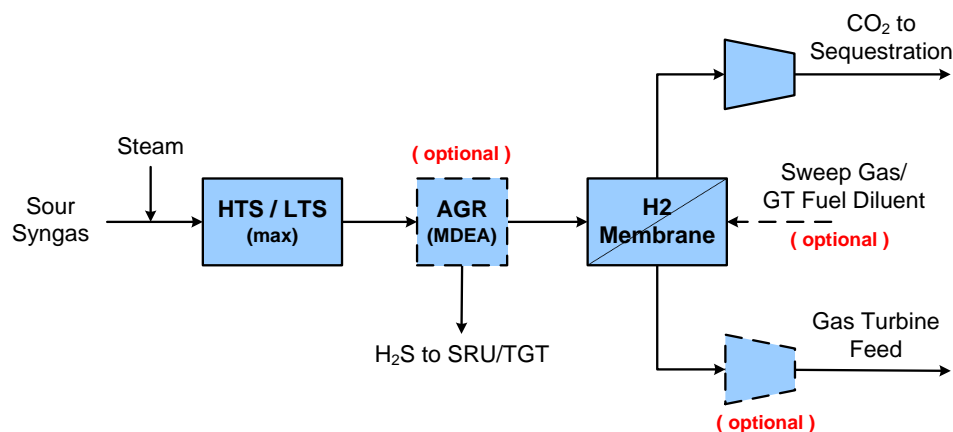 CO₂ to
Sequestration
Steam
( optional )
Sweep Gas/
GT Fuel Diluent
( optional )
Sour
Syngas
HTS / LTS
(max)
AGR
(MDEA)
H2
Membrane
H₂S to SRU/TGT
Gas Turbine
Feed
( optional )